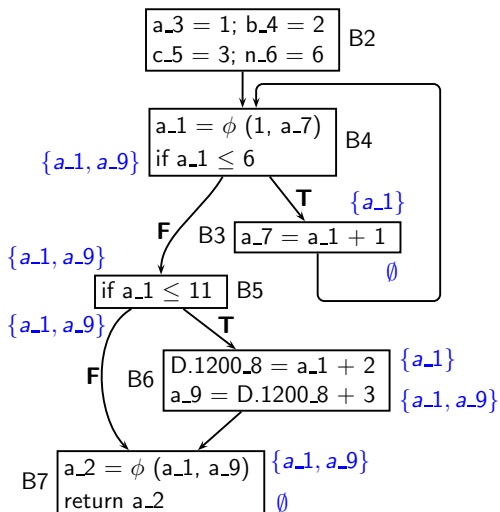 a_3 = 1; b_4 = 2
c_5 = 3; n_6 = 6
B2
a_1 = ϕ (1, a_7)
if a_1 ≤ 6
B4
{a_1, a_9}
T
{a_1}
F
B3
a_7 = a_1 + 1
{a_1, a_9}
∅
if a_1 ≤ 11
B5
{a_1, a_9}
T
F
B6
D.1200_8 = a_1 + 2
a_9 = D.1200_8 + 3
{a_1}
{a_1, a_9}
B7
a_2 = ϕ (a_1, a_9)
return a_2
{a_1, a_9}
∅